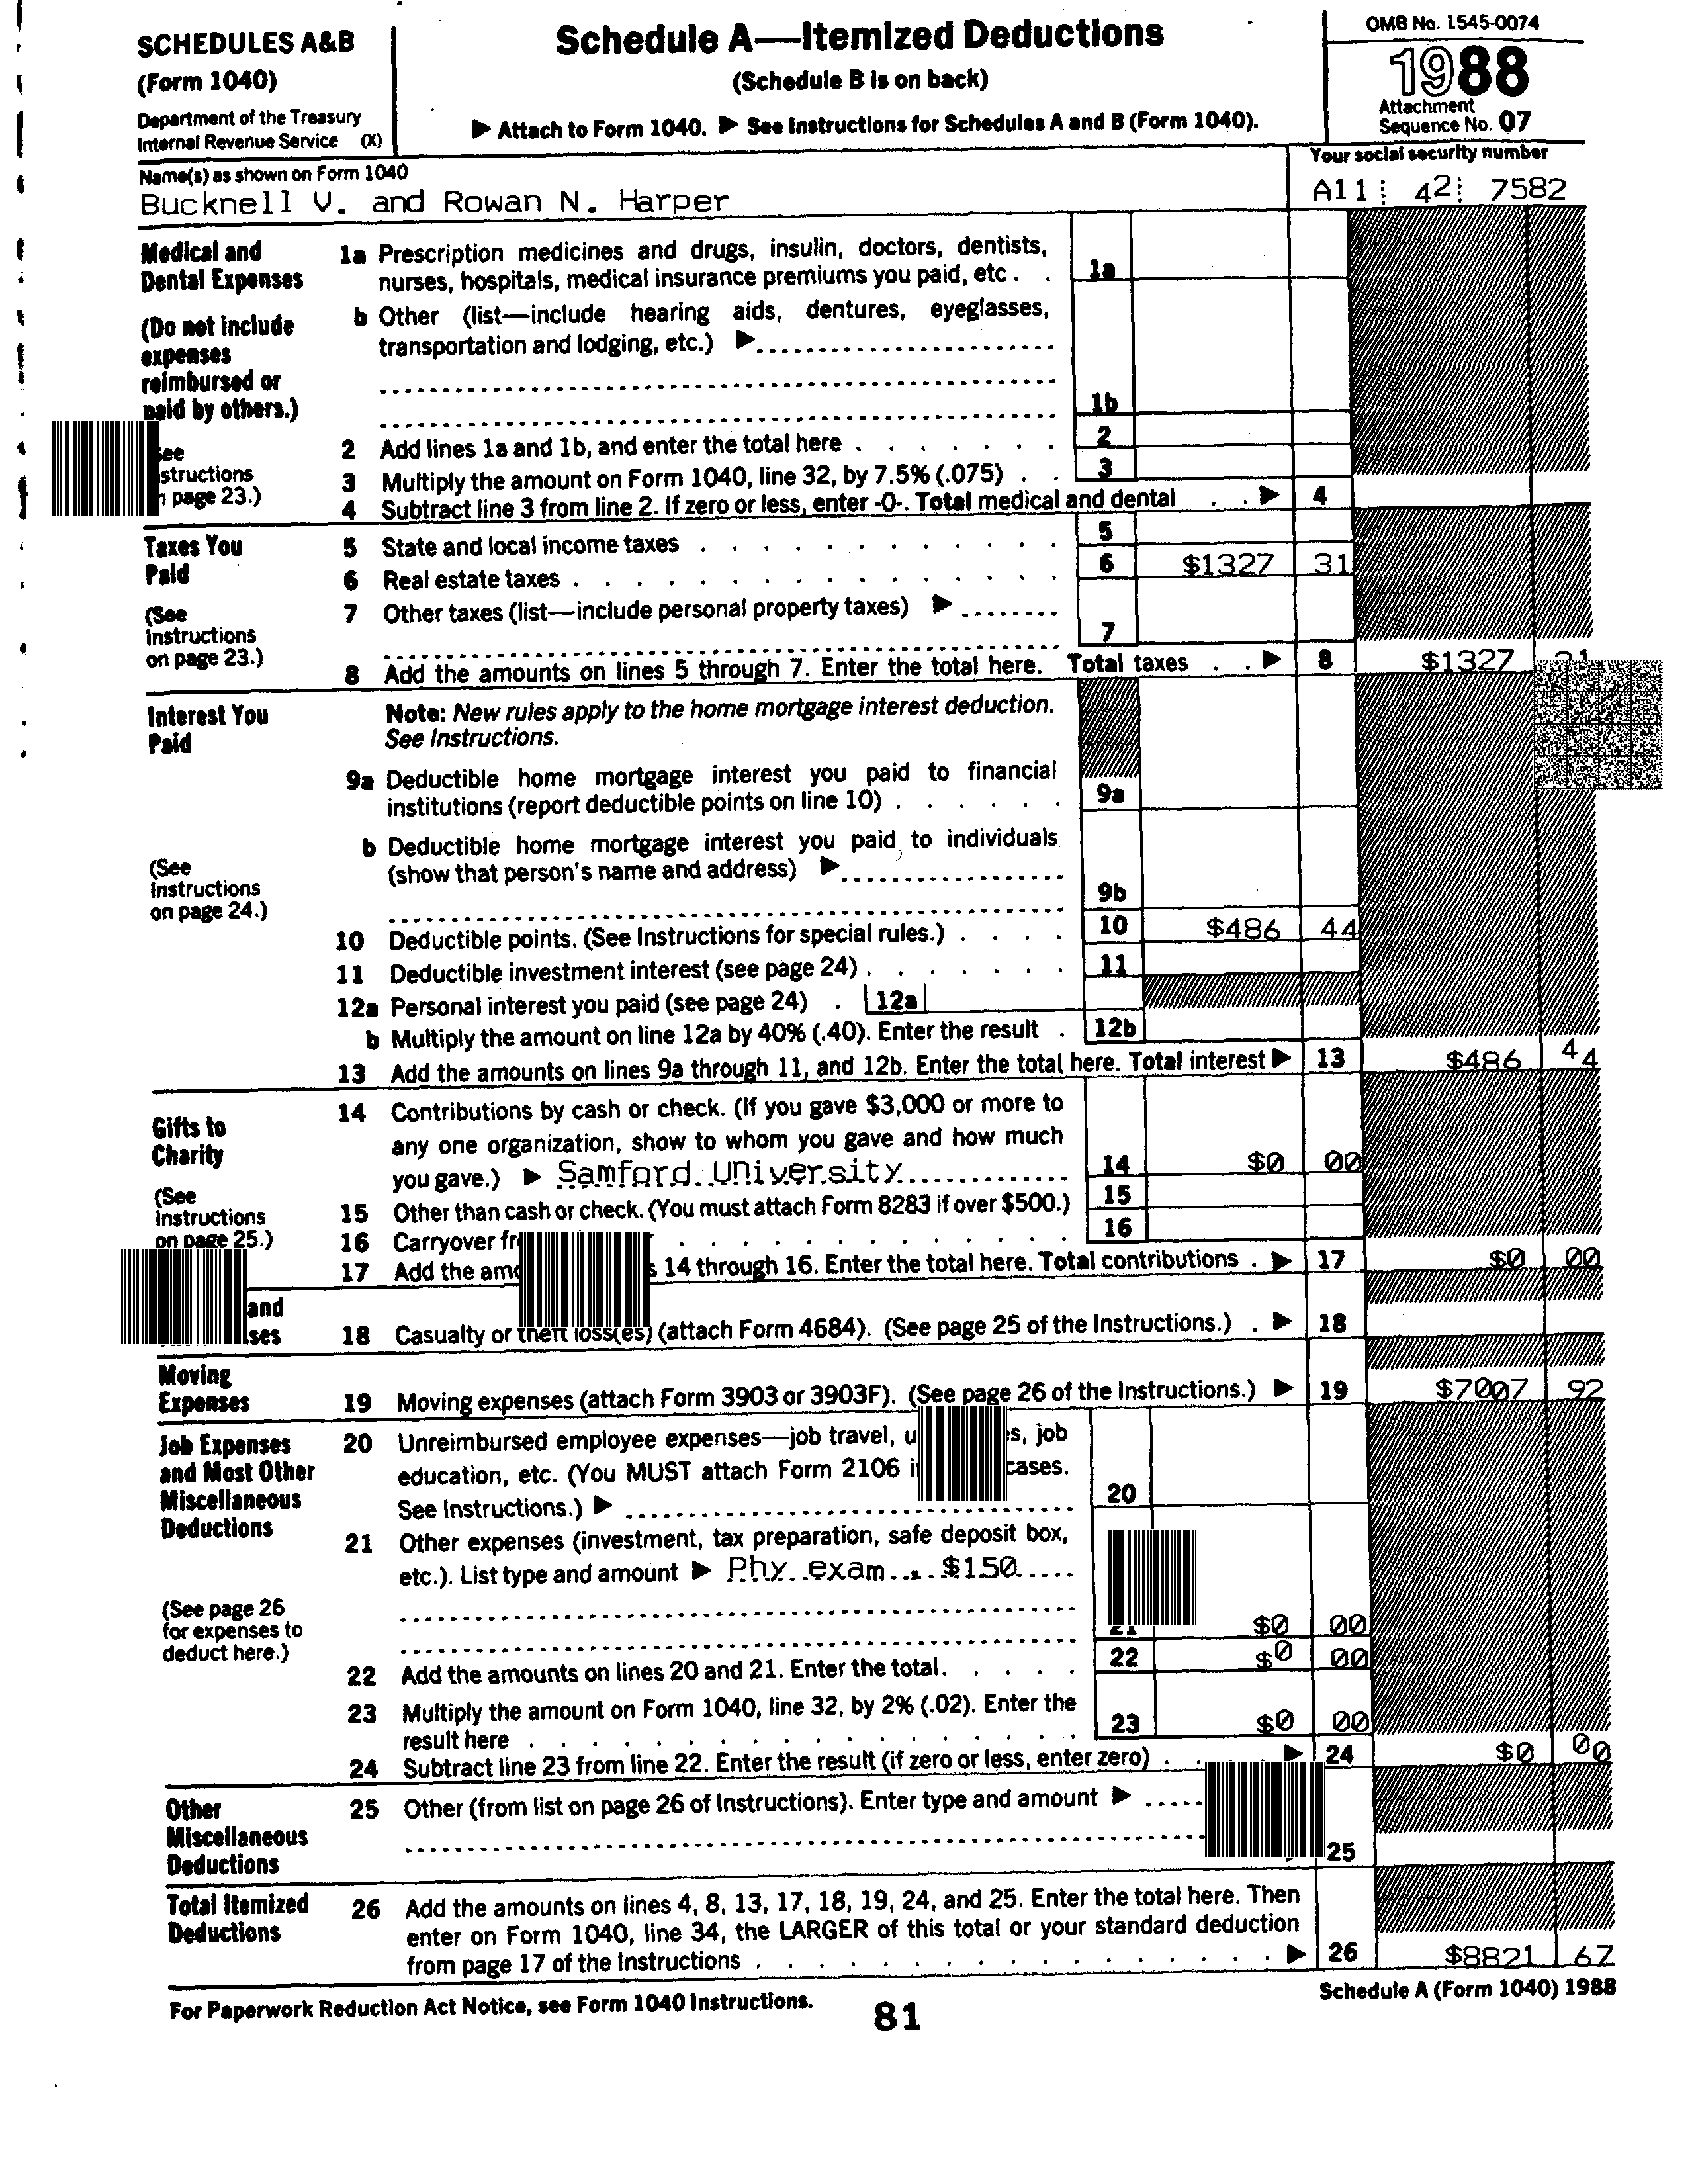 SCHEDULES A&B
(Form 1040)
Department of the Treasury
Internal Revenue Service (X)
Schedule A—Itemized Deductions
(Schedule B is on back)
▶ Attach to Form 1040. ▶ See Instructions for Schedules A and B (Form 1040).
OMB No. 1545-0074
1988
Attachment
Sequence No. 07
Name(s) as shown on Form 1040
Bucknell V. and Rowan N. Harper
Your social security number
A11 42 7582
Medical and
Dental Expenses
(Do not include
expenses
reimbursed or
paid by others.)
page 23.)
1a Prescription medicines and drugs, insulin, doctors, dentists,
nurses, hospitals, medical insurance premiums you paid, etc . . 1a
b Other (list—include hearing aids, dentures, eyeglasses,
transportation and lodging, etc.) ▶
1b
2 Add lines 1a and 1b, and enter the total here . . . . . . . 2
3 Multiply the amount on Form 1040, line 32, by 7.5% (.075) . . 3
4 Subtract line 3 from line 2. If zero or less, enter -0-. Total medical and dental . . ▶ 4
Taxes You
Paid
(See
Instructions
on page 23.)
5 State and local income taxes . . . . . . . . . . . . 5
6 Real estate taxes . . . . . . . . . . . . . . . . 6 $1327 31
7 Other taxes (list—include personal property taxes) ▶
7
8 Add the amounts on lines 5 through 7. Enter the total here. Total taxes . . ▶ 8 $1327
Interest You
Paid
(See
Instructions
on page 24.)
Note: New rules apply to the home mortgage interest deduction.
See Instructions.
9a Deductible home mortgage interest you paid to financial
institutions (report deductible points on line 10) . . . . . . 9a
b Deductible home mortgage interest you paid to individuals
(show that person's name and address) ▶
9b
10 Deductible points. (See Instructions for special rules.) . . . . 10 $486 44
11 Deductible investment interest (see page 24) . . . . . . . 11
12a Personal interest you paid (see page 24) . 12a
b Multiply the amount on line 12a by 40% (.40). Enter the result . 12b
13 Add the amounts on lines 9a through 11, and 12b. Enter the total here. Total interest ▶ 13 $486 44
Gifts to
Charity
(See
Instructions
on page 25.)
14 Contributions by cash or check. (If you gave $3,000 or more to
any one organization, show to whom you gave and how much
you gave.) ▶ Samford University 14 $0 00
15 Other than cash or check. (You must attach Form 8283 if over $500.) 15
16 Carryover 16
17 Add the 14 through 16. Enter the total here. Total contributions . ▶ 17 $0 00
and
18 Casualty or theft loss(es) (attach Form 4684). (See page 25 of the Instructions.) . ▶ 18
Moving
Expenses
19 Moving expenses (attach Form 3903 or 3903F). (See page 26 of the Instructions.) ▶ 19 $7007 92
Job Expenses
and Most Other
Miscellaneous
Deductions
(See page 26
for expenses to
deduct here.)
20 Unreimbursed employee expenses—job travel, job
education, etc. (You MUST attach Form 2106 cases.
See Instructions.) ▶ 20
21 Other expenses (investment, tax preparation, safe deposit box,
etc.). List type and amount ▶ Phy exam . $150
$0 00
22 Add the amounts on lines 20 and 21. Enter the total. . . . . 22 $0 00
23 Multiply the amount on Form 1040, line 32, by 2% (.02). Enter the
result here . . . . . . . . . . . . . . . . . 23 $0 00
24 Subtract line 23 from line 22. Enter the result (if zero or less, enter zero) . ▶ 24 $0 00
Other
Miscellaneous
Deductions
25 Other (from list on page 26 of Instructions). Enter type and amount ▶
25
Total Itemized
Deductions
26 Add the amounts on lines 4, 8, 13, 17, 18, 19, 24, and 25. Enter the total here. Then
enter on Form 1040, line 34, the LARGER of this total or your standard deduction
from page 17 of the Instructions . . . . . . . . . . . . . . ▶ 26 $8821 67
For Paperwork Reduction Act Notice, see Form 1040 Instructions.
81
Schedule A (Form 1040) 1988